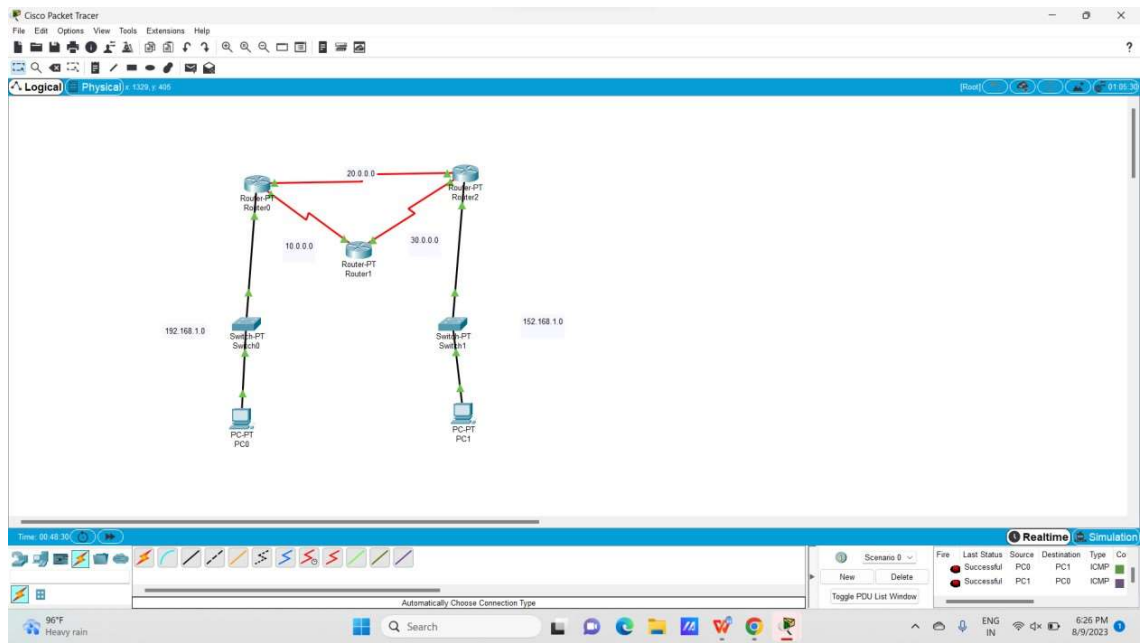 Cisco Packet Tracer
File Edit Options View Tools Extensions Help
?
Logical Physical x: 1329, y: 405 [Root] 01:05:30
20.0.0.0
Router-PT
Router0
Router-PT
Router2
10.0.0.0
30.0.0.0
Router-PT
Router1
192.168.1.0
Switch-PT
Switch0
Switch-PT
Switch1
152.168.1.0
PC-PT
PC0
PC-PT
PC1
Time: 00:48:30 Realtime Simulation
Scenario 0
New Delete
Toggle PDU List Window
Fire Last Status Source Destination Type Co
Successful PC0 PC1 ICMP
Successful PC1 PC0 ICMP
Automatically Choose Connection Type
96°F
Heavy rain
Search
ENG
IN
6:26 PM
8/9/2023